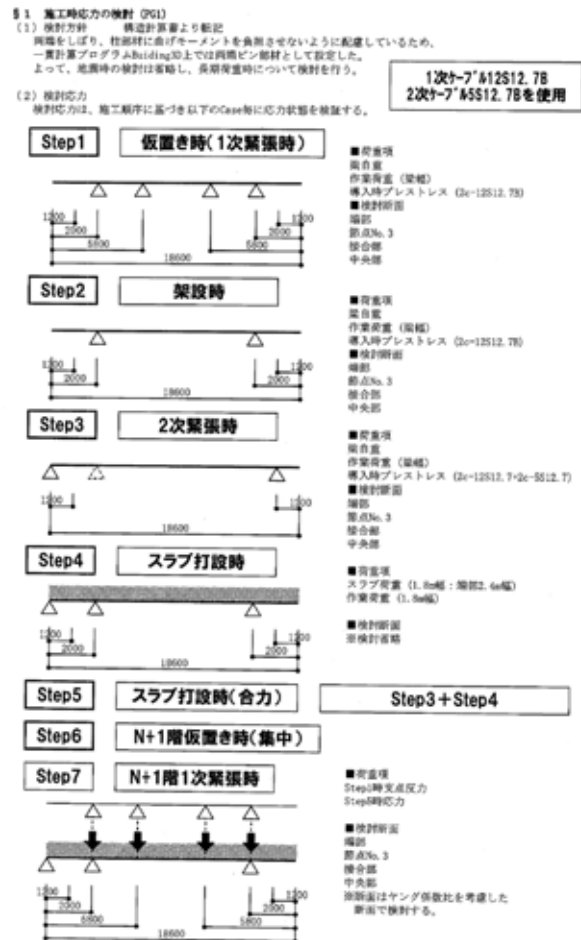 §1 施工時応力の検討 (PG1)
(1) 検討方針 構造計算書より転記
両端をしぼり、柱部材に曲げモーメントを負担させないように配慮しているため、
一貫計算プログラムBuiding3D上では両端ピン部材として設定した。
よって、地震時の検討は省略し、長期荷重時について検討を行う。
1次ケーブル12S12.7B
2次ケーブル5S12.7Bを使用
(2) 検討応力
検討応力は、施工順序に基づき以下のCase毎に応力状態を検証する。
Step1 仮置き時(1次緊張時)
■荷重項
梁自重
作業荷重 (梁幅)
導入時プレストレス (2c-12S12.7B)
■検討断面
端部
節点No.3
接合部
中央部
1200 1200
2000 2000
5800 5800
18600
Step2 架設時
■荷重項
梁自重
作業荷重 (梁幅)
導入時プレストレス (2c-12S12.7B)
■検討断面
端部
節点No.3
接合部
中央部
1200 1200
2000 2000
18600
Step3 2次緊張時
■荷重項
梁自重
作業荷重 (梁幅)
導入時プレストレス (2c-12S12.7+2c-5S12.7)
■検討断面
端部
節点No.3
接合部
中央部
1200 1200
18600
Step4 スラブ打設時
■荷重項
スラブ荷重 (1.8m幅：端部2.4m幅)
作業荷重 (1.8m幅)
■検討断面
※検討省略
1200 1200
2000 2000
18600
Step5 スラブ打設時(合力) Step3+Step4
Step6 N+1階仮置き時(集中)
Step7 N+1階1次緊張時
■荷重項
Step1時支点反力
Step5時応力
■検討断面
端部
節点No.3
接合部
中央部
※断面はヤング係数比を考慮した
断面で検討する。
1200 1200
2000 2000
5800 5800
18600